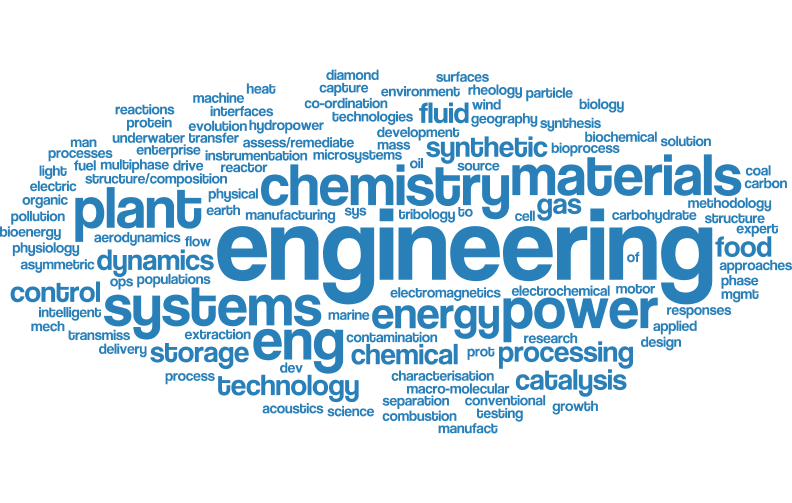 diamond
surfaces
heat
capture
environment
rheology
particle
machine
co-ordination
wind
biology
reactions
interfaces
technologies
fluid
geography
synthesis
protein
evolution
hydropower
development
underwater
transfer
assess/remediate
mass
synthetic
biochemical
solution
man
enterprise
instrumentation
microsystems
bioprocess
processes
fuel
multiphase
drive
reactor
oil
source
light
structure/composition
chemistry
materials
coal
electric
physical
carbon
organic
plant
earth
manufacturing
sys
tribology
to
cell
gas
carbohydrate
methodology
pollution
structure
bioenergy
aerodynamics
flow
engineering
of
food
expert
physiology
asymmetric
dynamics
approaches
ops
populations
phase
control
systems
electromagnetics
electrochemical
motor
mgmt
intelligent
marine
energy
power
responses
mech
transmiss
extraction
eng
contamination
research
applied
delivery
storage
chemical
prot
processing
design
process
dev
technology
characterisation
macro-molecular
catalysis
acoustics
science
separation
conventional
growth
combustion
testing
manufact